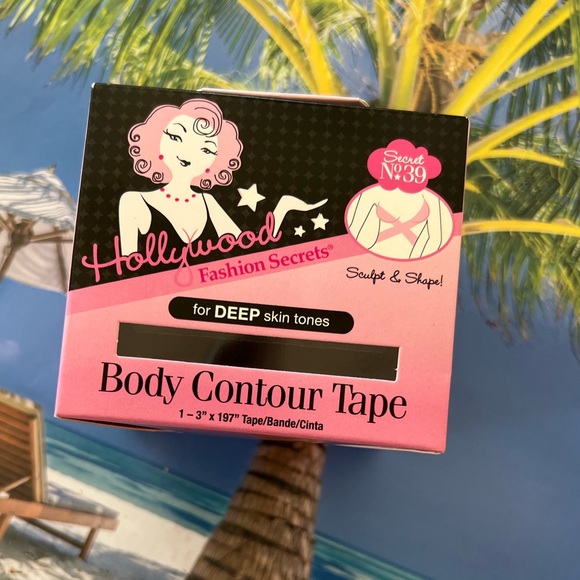 Secret
No. 39
Hollywood
Fashion Secrets®
Sculpt & Shape!
for DEEP skin tones
Body Contour Tape
1 – 3” x 197” Tape/Bande/Cinta